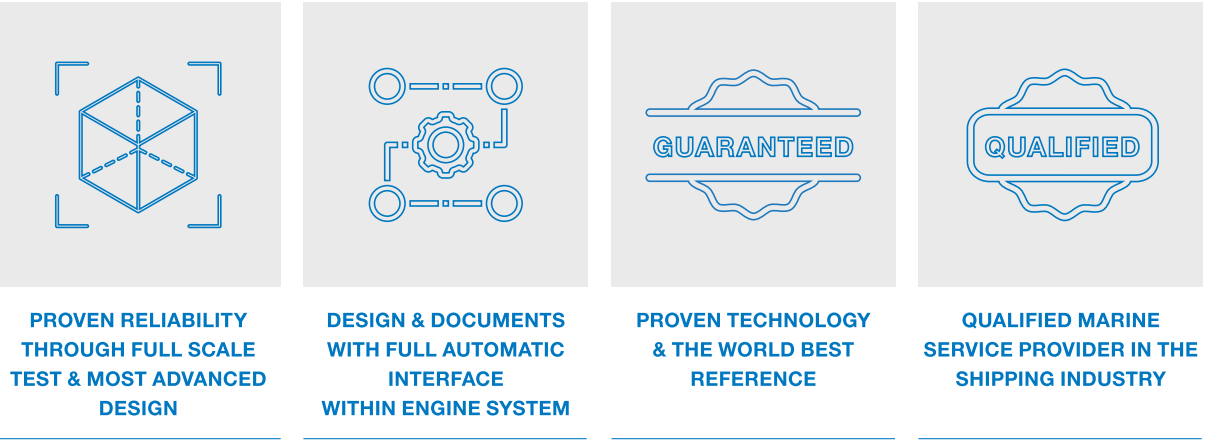 GUARANTEED
QUALIFIED
PROVEN RELIABILITY
THROUGH FULL SCALE
TEST & MOST ADVANCED
DESIGN
DESIGN & DOCUMENTS
WITH FULL AUTOMATIC
INTERFACE
WITHIN ENGINE SYSTEM
PROVEN TECHNOLOGY
& THE WORLD BEST
REFERENCE
QUALIFIED MARINE
SERVICE PROVIDER IN THE
SHIPPING INDUSTRY